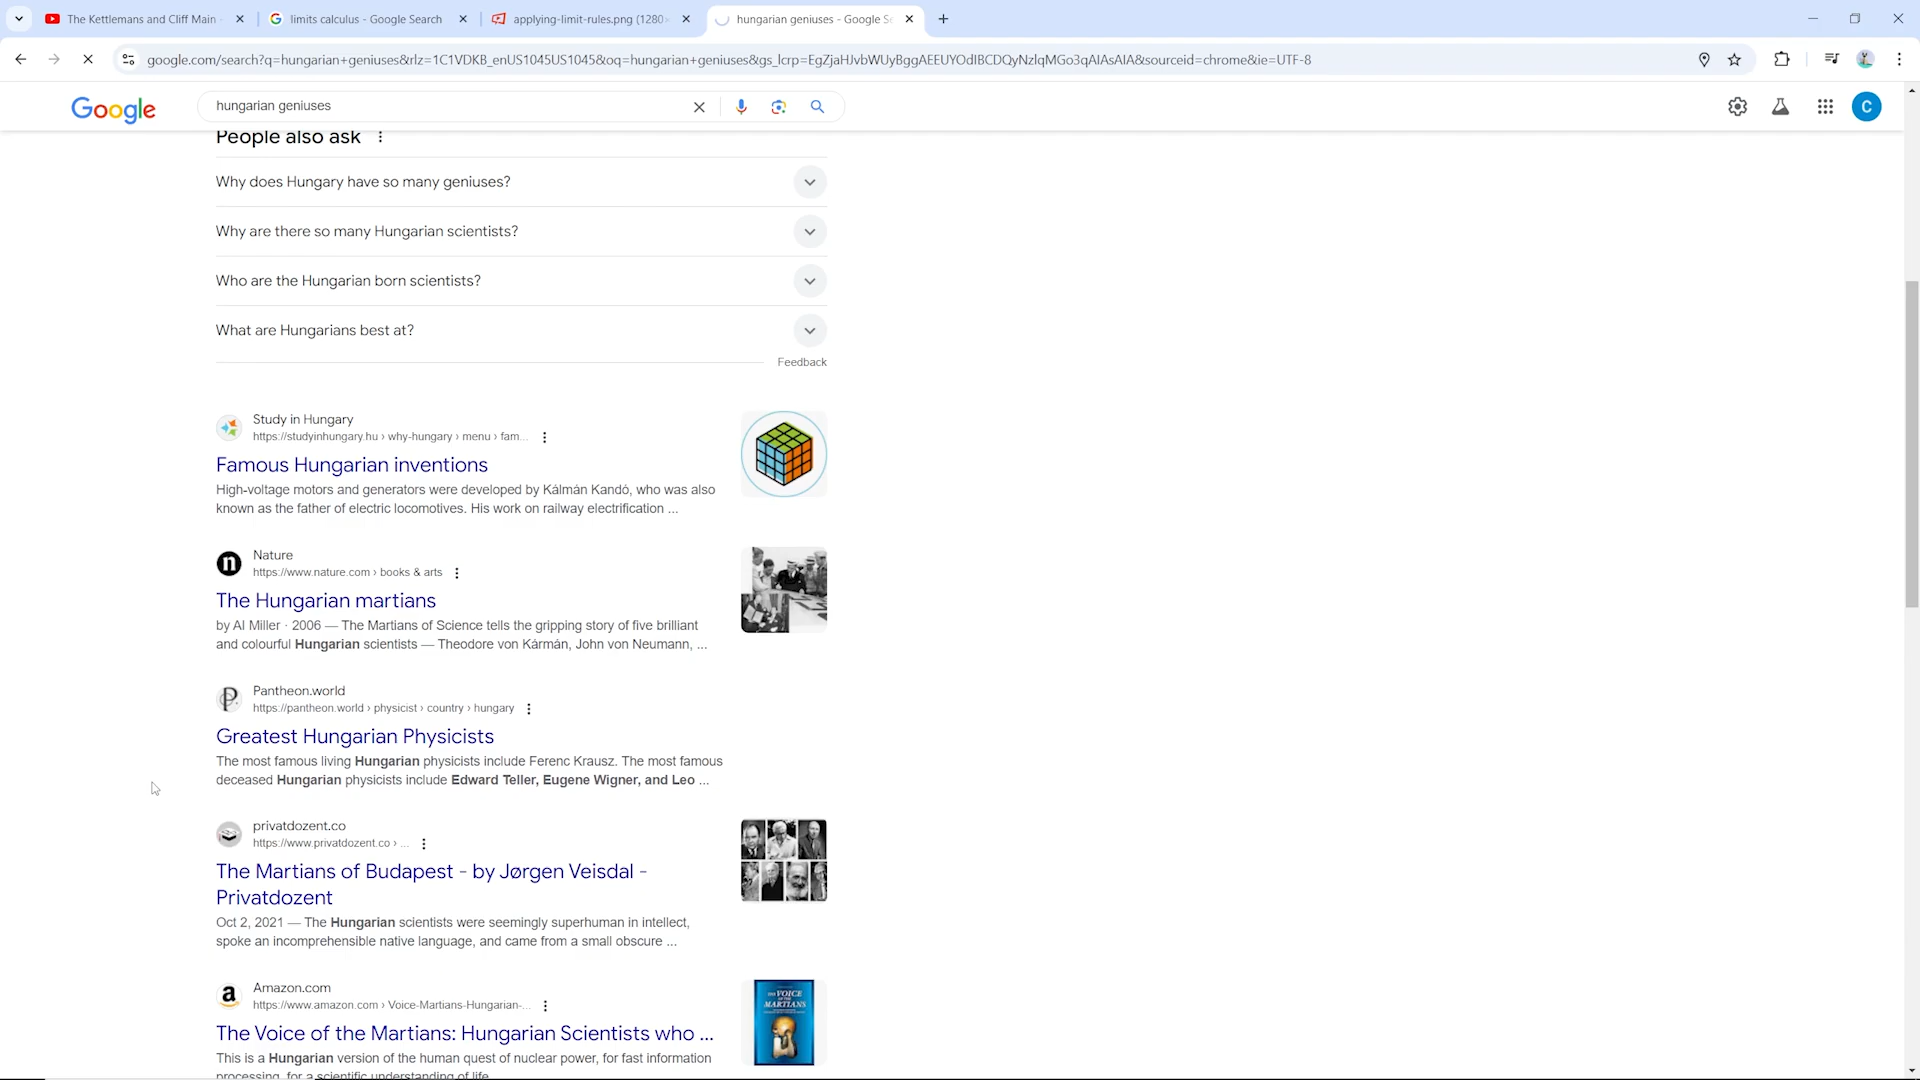 The Kettlemans and Cliff Main
limits calculus - Google Search
applying-limit-rules.png (1280
hungarian geniuses - Google Se
google.com/search?q=hungarian+geniuses&rlz=1C1VDKB_enUS1045US1045&oq=hungarian+geniuses&gs_lcrp=EgZjaHJvbWUyBggAEEUYOdIBCDQyNzlqMGo3qAIAsAIA&sourceid=chrome&ie=UTF-8
Google
hungarian geniuses
C
People also ask
Why does Hungary have so many geniuses?
Why are there so many Hungarian scientists?
Who are the Hungarian born scientists?
What are Hungarians best at?
Feedback
Study in Hungary
https://studyinhungary.hu › why-hungary › menu › fam...
Famous Hungarian inventions
High-voltage motors and generators were developed by Kálmán Kandó, who was also
known as the father of electric locomotives. His work on railway electrification ...
n
Nature
https://www.nature.com › books & arts
The Hungarian martians
by AI Miller · 2006 — The Martians of Science tells the gripping story of five brilliant
and colourful Hungarian scientists — Theodore von Kármán, John von Neumann, ...
P
Pantheon.world
https://pantheon.world › physicist › country › hungary
Greatest Hungarian Physicists
The most famous living Hungarian physicists include Ferenc Krausz. The most famous
deceased Hungarian physicists include Edward Teller, Eugene Wigner, and Leo ...
privatdozent.co
https://www.privatdozent.co › ...
The Martians of Budapest - by Jørgen Veisdal -
Privatdozent
Oct 2, 2021 — The Hungarian scientists were seemingly superhuman in intellect,
spoke an incomprehensible native language, and came from a small obscure ...
a
Amazon.com
https://www.amazon.com › Voice-Martians-Hungarian-...
The Voice of the Martians: Hungarian Scientists who ...
This is a Hungarian version of the human quest of nuclear power, for fast information
processing, for a scientific understanding of life
THE VOICE
OF THE
MARTIANS